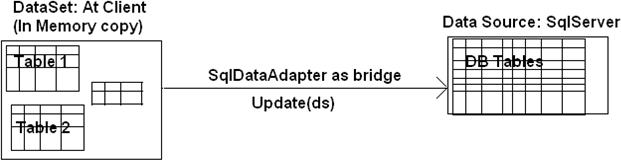 DataSet: At Client
(In Memory copy)
Table 1
Table 2
SqlDataAdapter as bridge
Update(ds)
Data Source: SqlServer
DB Tables